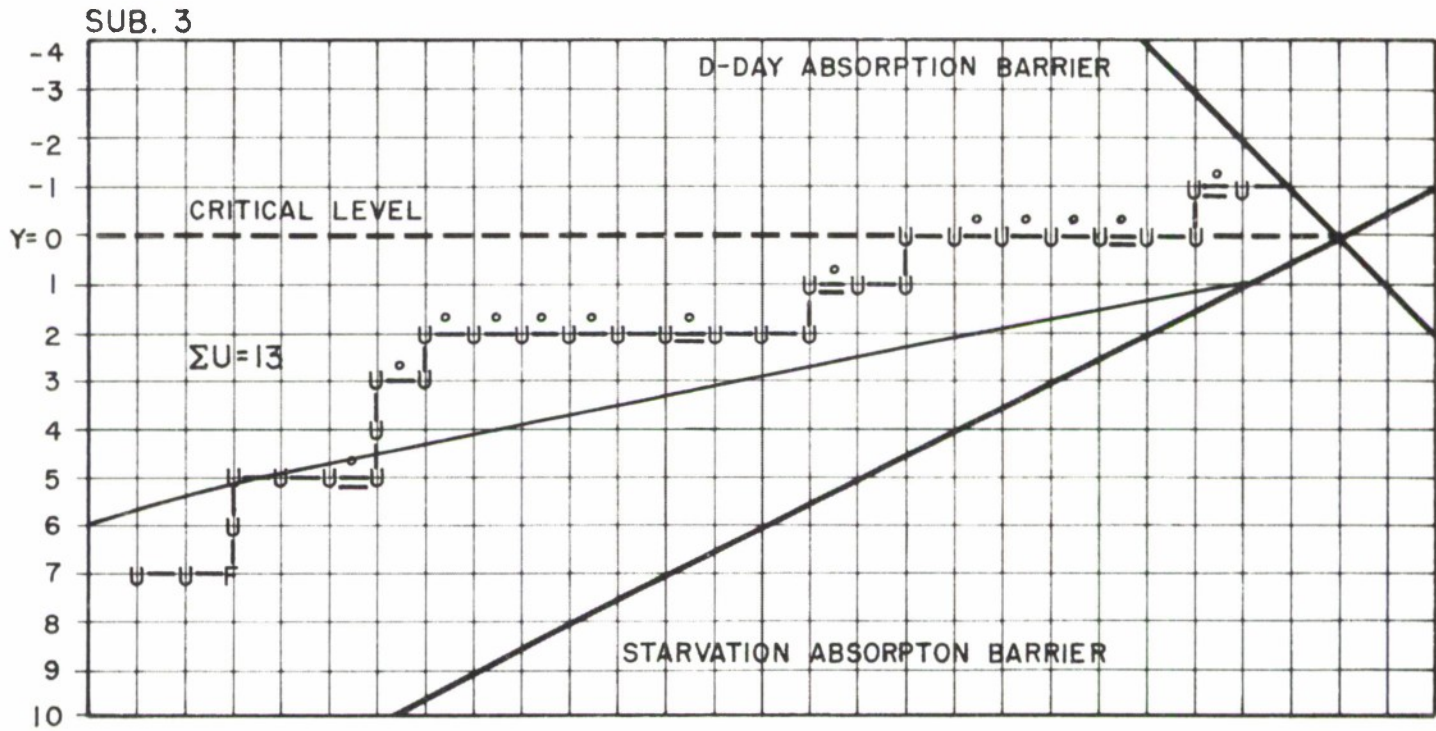 SUB. 3
-4
D-DAY ABSORPTION BARRIER
-3
-2
-1
CRITICAL LEVEL
U U
Y= 0
U U U U U U U
1
U U U
2
U U U U U U U U U
ΣU=13
3
U U
4
U
5
U U U U
6
U
7
U U F
8
STARVATION ABSORPTON BARRIER
9
10